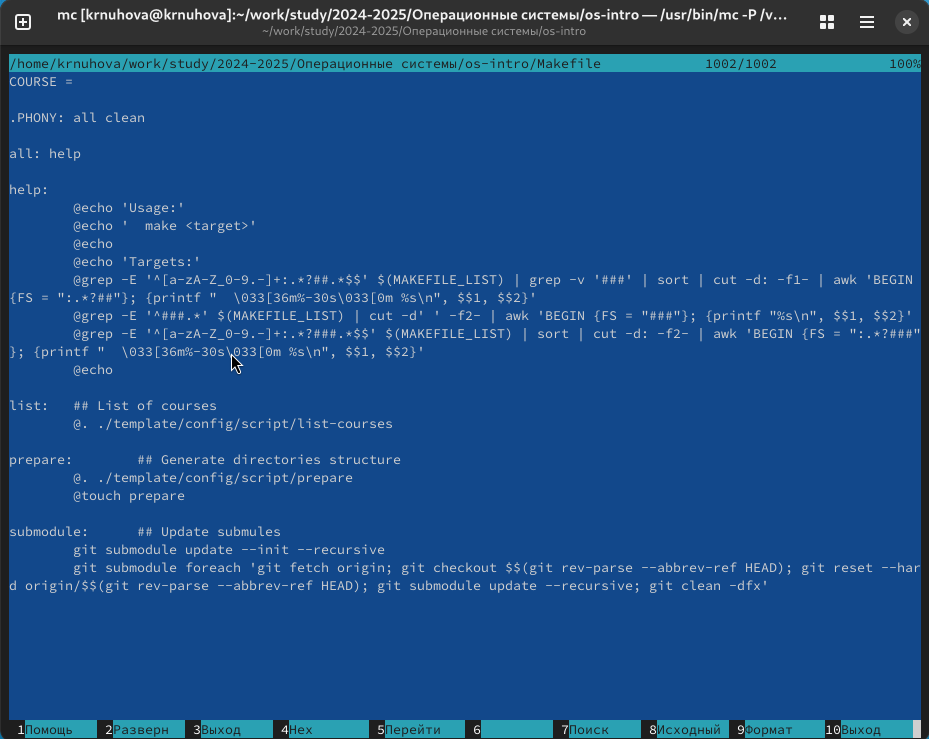 mc [krnuhova@krnuhova]:~/work/study/2024-2025/Операционные системы/os-intro — /usr/bin/mc -P /v…
~/work/study/2024-2025/Операционные системы/os-intro
/home/krnuhova/work/study/2024-2025/Операционные системы/os-intro/Makefile 1002/1002 100%
COURSE =
.PHONY: all clean
all: help
help:
@echo 'Usage:'
@echo '  make <target>'
@echo
@echo 'Targets:'
@grep -E '^[a-zA-Z_0-9.-]+:.*?##.*$$' $(MAKEFILE_LIST) | grep -v '###' | sort | cut -d: -f1- | awk 'BEGIN
{FS = ":.*?##"}; {printf "  \033[36m%-30s\033[0m %s\n", $$1, $$2}'
@grep -E '^###.*' $(MAKEFILE_LIST) | cut -d' ' -f2- | awk 'BEGIN {FS = "###"}; {printf "%s\n", $$1, $$2}'
@grep -E '^[a-zA-Z_0-9.-]+:.*?###.*$$' $(MAKEFILE_LIST) | sort | cut -d: -f2- | awk 'BEGIN {FS = ":.*?###"
}; {printf "  \033[36m%-30s\033[0m %s\n", $$1, $$2}'
@echo
list:   ## List of courses
@. ./template/config/script/list-courses
prepare:        ## Generate directories structure
@. ./template/config/script/prepare
@touch prepare
submodule:      ## Update submules
git submodule update --init --recursive
git submodule foreach 'git fetch origin; git checkout $$(git rev-parse --abbrev-ref HEAD); git reset --har
d origin/$$(git rev-parse --abbrev-ref HEAD); git submodule update --recursive; git clean -dfx'
1Помощь 2Разверн 3Выход 4Hex 5Перейти 6 7Поиск 8Исходный 9Формат 10Выход